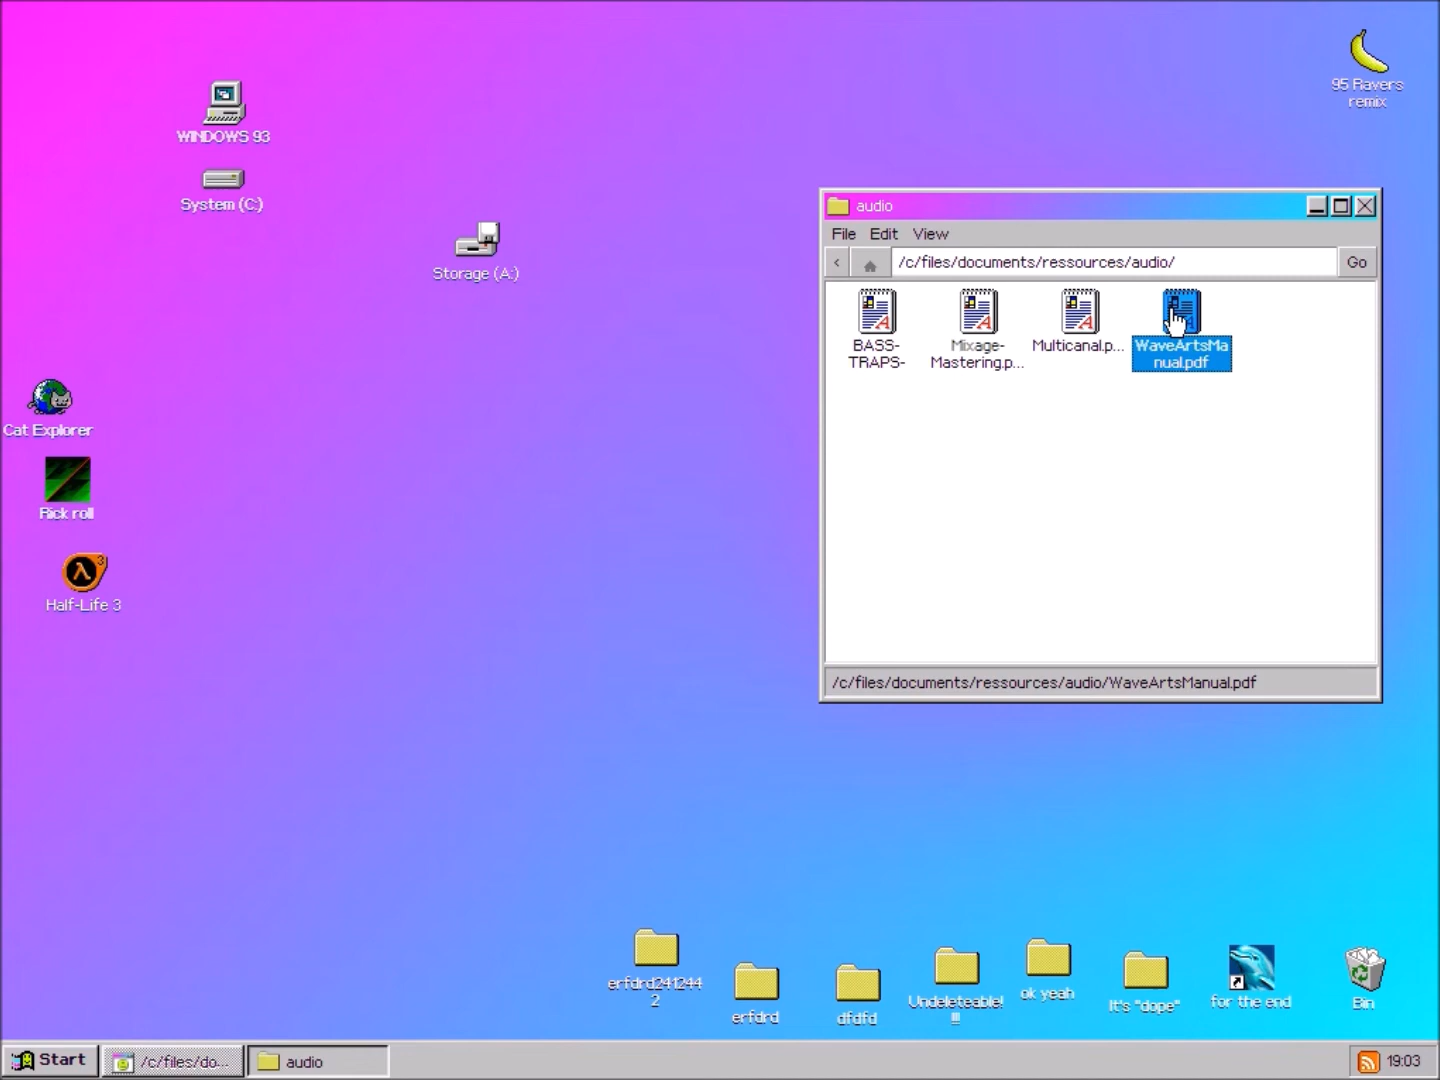 95 Ravers
remix
WINDOWS 93
System (C:)
Storage (A:)
Cat Explorer
Rick roll
Half-Life 3
audio
File Edit View
< /c/files/documents/ressources/audio/ Go
BASS-
TRAPS-
Mixage-
Mastering.p...
Multicanal.p...
WaveArtsMa
nual.pdf
/c/files/documents/ressources/audio/WaveArtsManual.pdf
erfdrd241244
2
erfdrd
dfdfd
Undeleteable!
!!!
ok yeah
It's "dope"
for the end
Bin
Start /c/files/do... audio 19:03